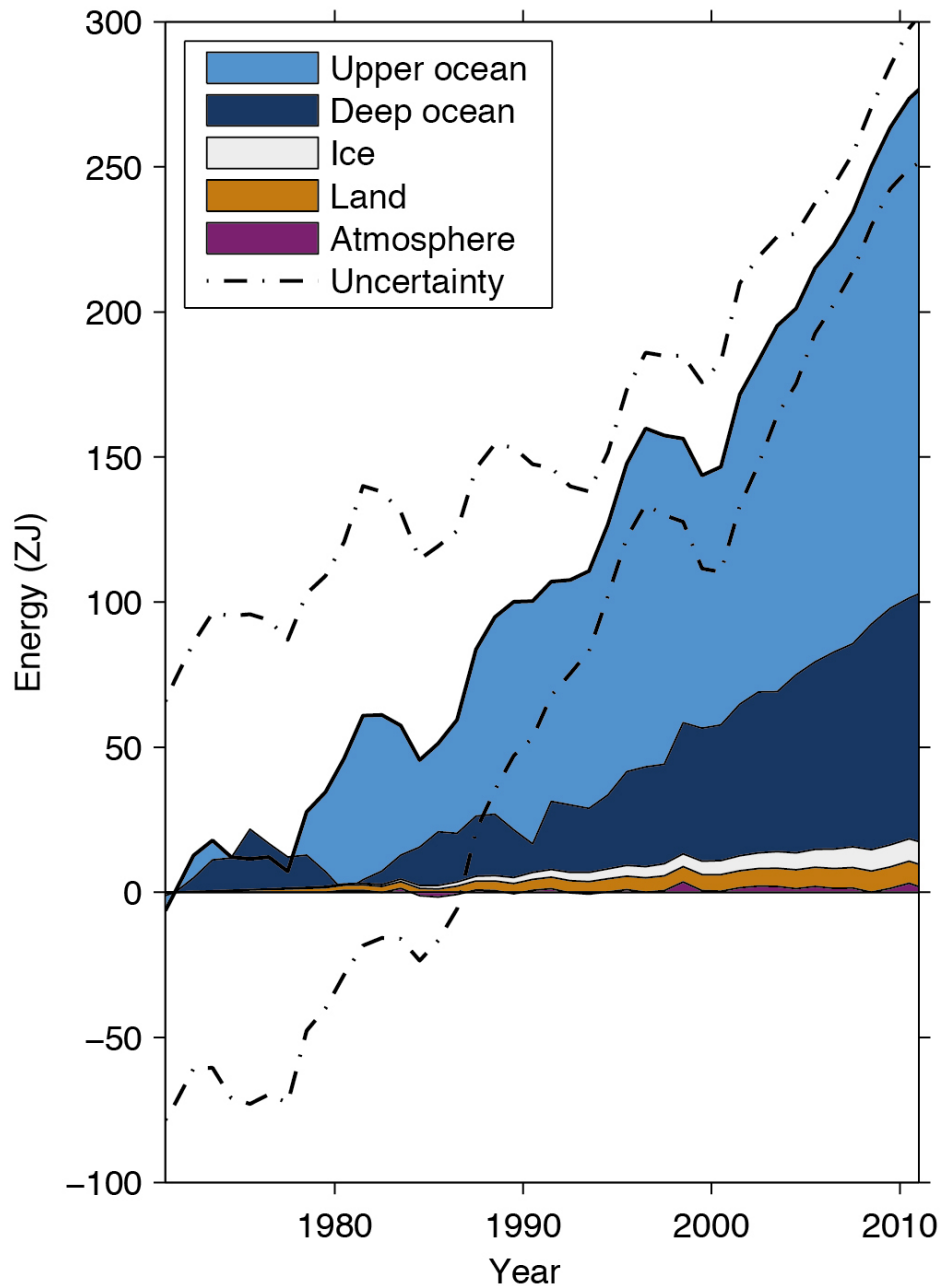 300
250
200
150
100
50
0
−50
−100
Energy (ZJ)
Upper ocean
Deep ocean
Ice
Land
Atmosphere
Uncertainty
1980
1990
2000
2010
Year